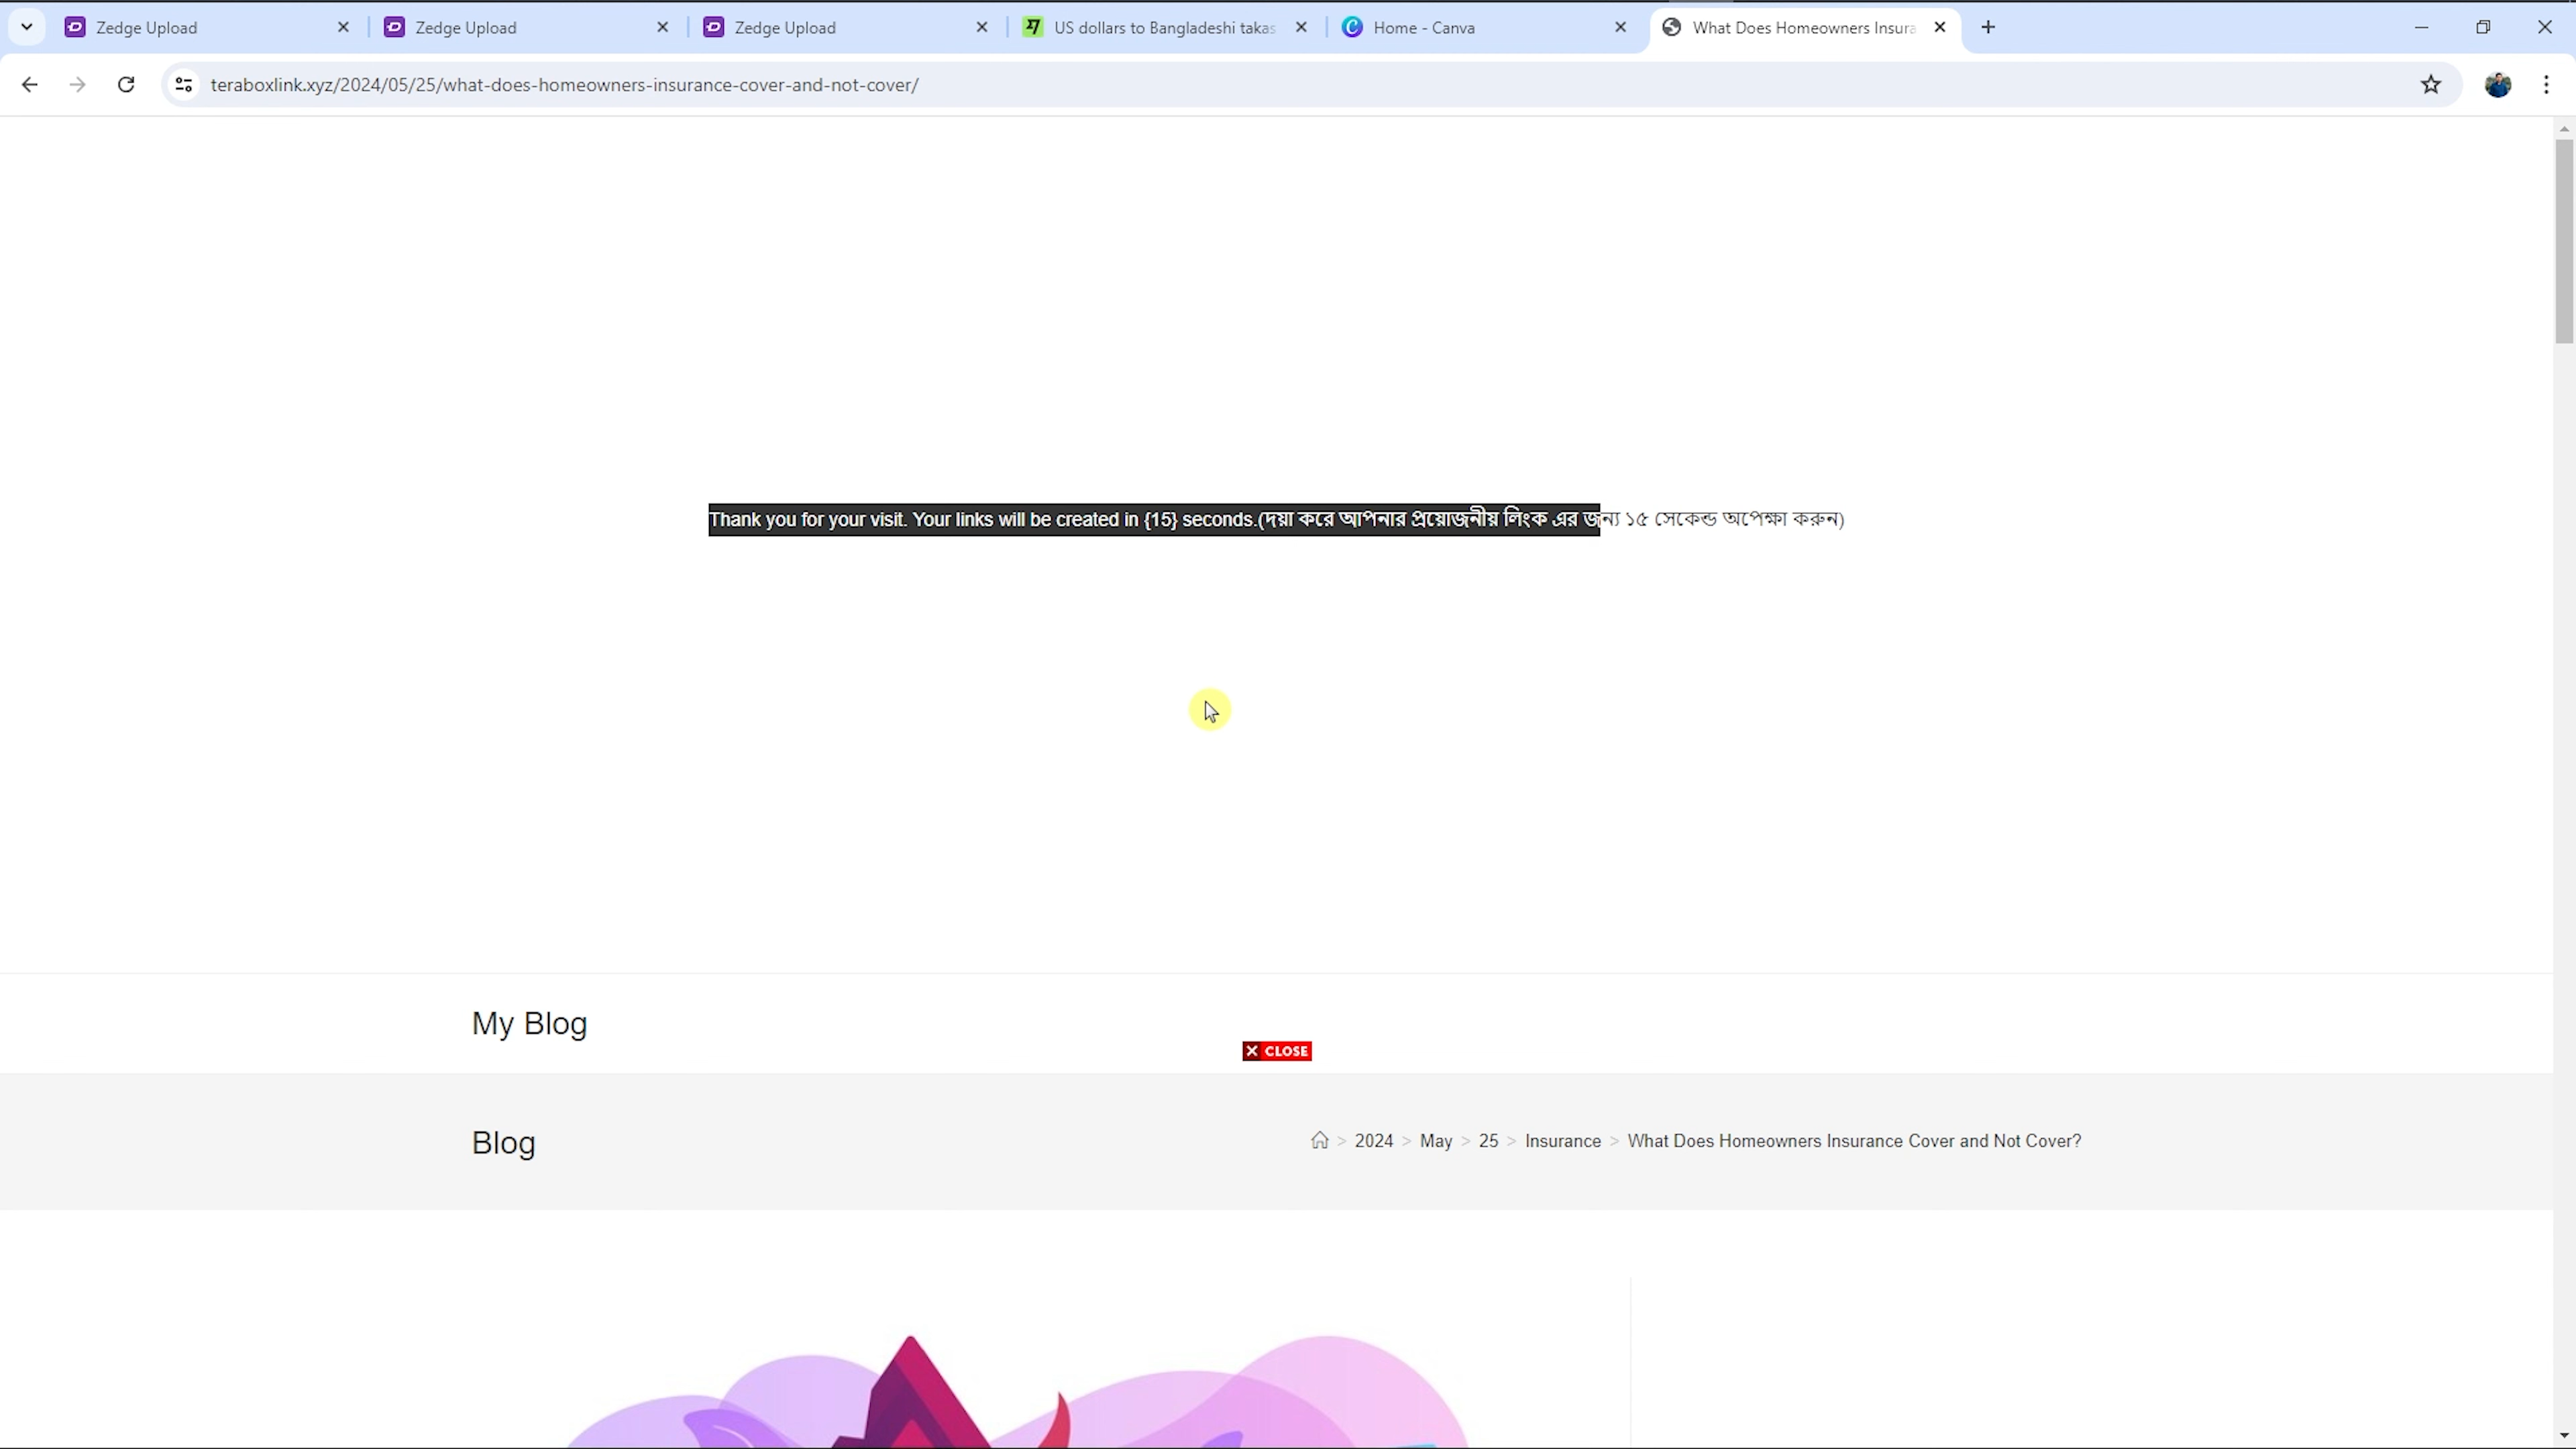 Zedge Upload
Zedge Upload
Zedge Upload
US dollars to Bangladeshi takas
Home - Canva
What Does Homeowners Insura
teraboxlink.xyz/2024/05/25/what-does-homeowners-insurance-cover-and-not-cover/
Thank you for your visit. Your links will be created in {15} seconds.(দয়া করে আপনার প্রয়োজনীয় লিংক এর জন্য ১৫ সেকেন্ড অপেক্ষা করুন)
My Blog
CLOSE
Blog
2024 > May > 25 > Insurance > What Does Homeowners Insurance Cover and Not Cover?